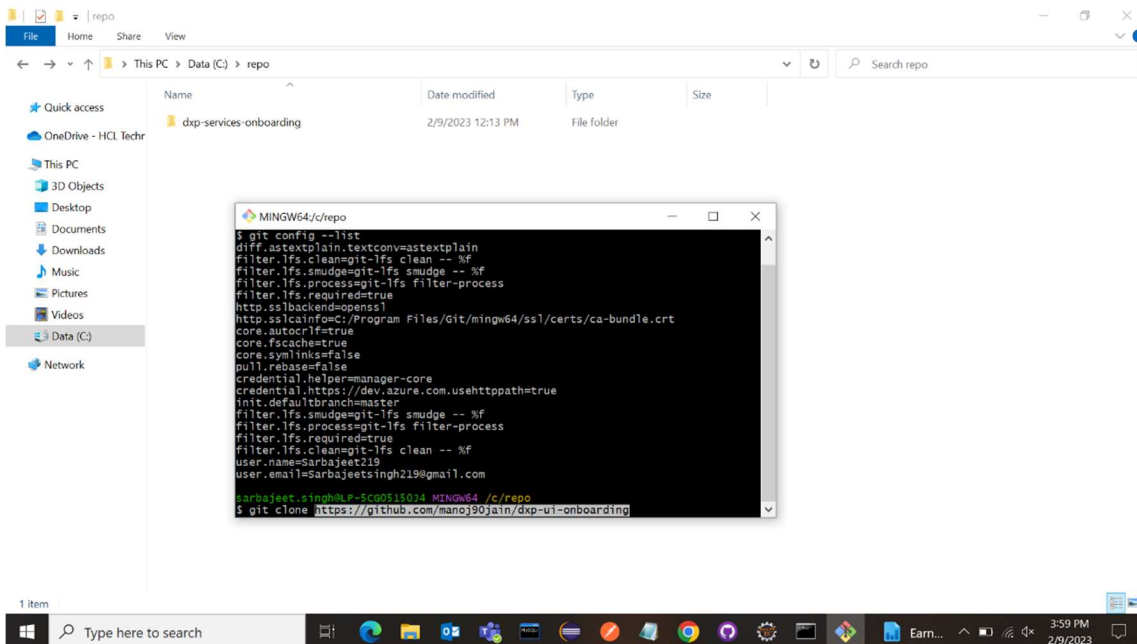 repo
File Home Share View
This PC > Data (C:) > repo
Search repo
Name Date modified Type Size
Quick access
dxp-services-onboarding 2/9/2023 12:13 PM File folder
OneDrive - HCL Techr
This PC
3D Objects
Desktop
Documents
Downloads
Music
Pictures
Videos
Data (C:)
Network
MINGW64:/c/repo
$ git config --list
diff.astextplain.textconv=astextplain
filter.lfs.clean=git-lfs clean -- %f
filter.lfs.smudge=git-lfs smudge -- %f
filter.lfs.process=git-lfs filter-process
filter.lfs.required=true
http.sslbackend=openssl
http.sslcainfo=C:/Program Files/Git/mingw64/ssl/certs/ca-bundle.crt
core.autocrlf=true
core.fscache=true
core.symlinks=false
pull.rebase=false
credential.helper=manager-core
credential.https://dev.azure.com.usehttppath=true
init.defaultbranch=master
filter.lfs.smudge=git-lfs smudge -- %f
filter.lfs.process=git-lfs filter-process
filter.lfs.required=true
filter.lfs.clean=git-lfs clean -- %f
user.name=Sarbajeet219
user.email=Sarbajeetsingh219@gmail.com
sarbajeet.singh@LP-5CG05150J4 MINGW64 /c/repo
$ git clone https://github.com/manoj90jain/dxp-ui-onboarding
1 item
Type here to search
Earn...
3:59 PM
2/9/2023